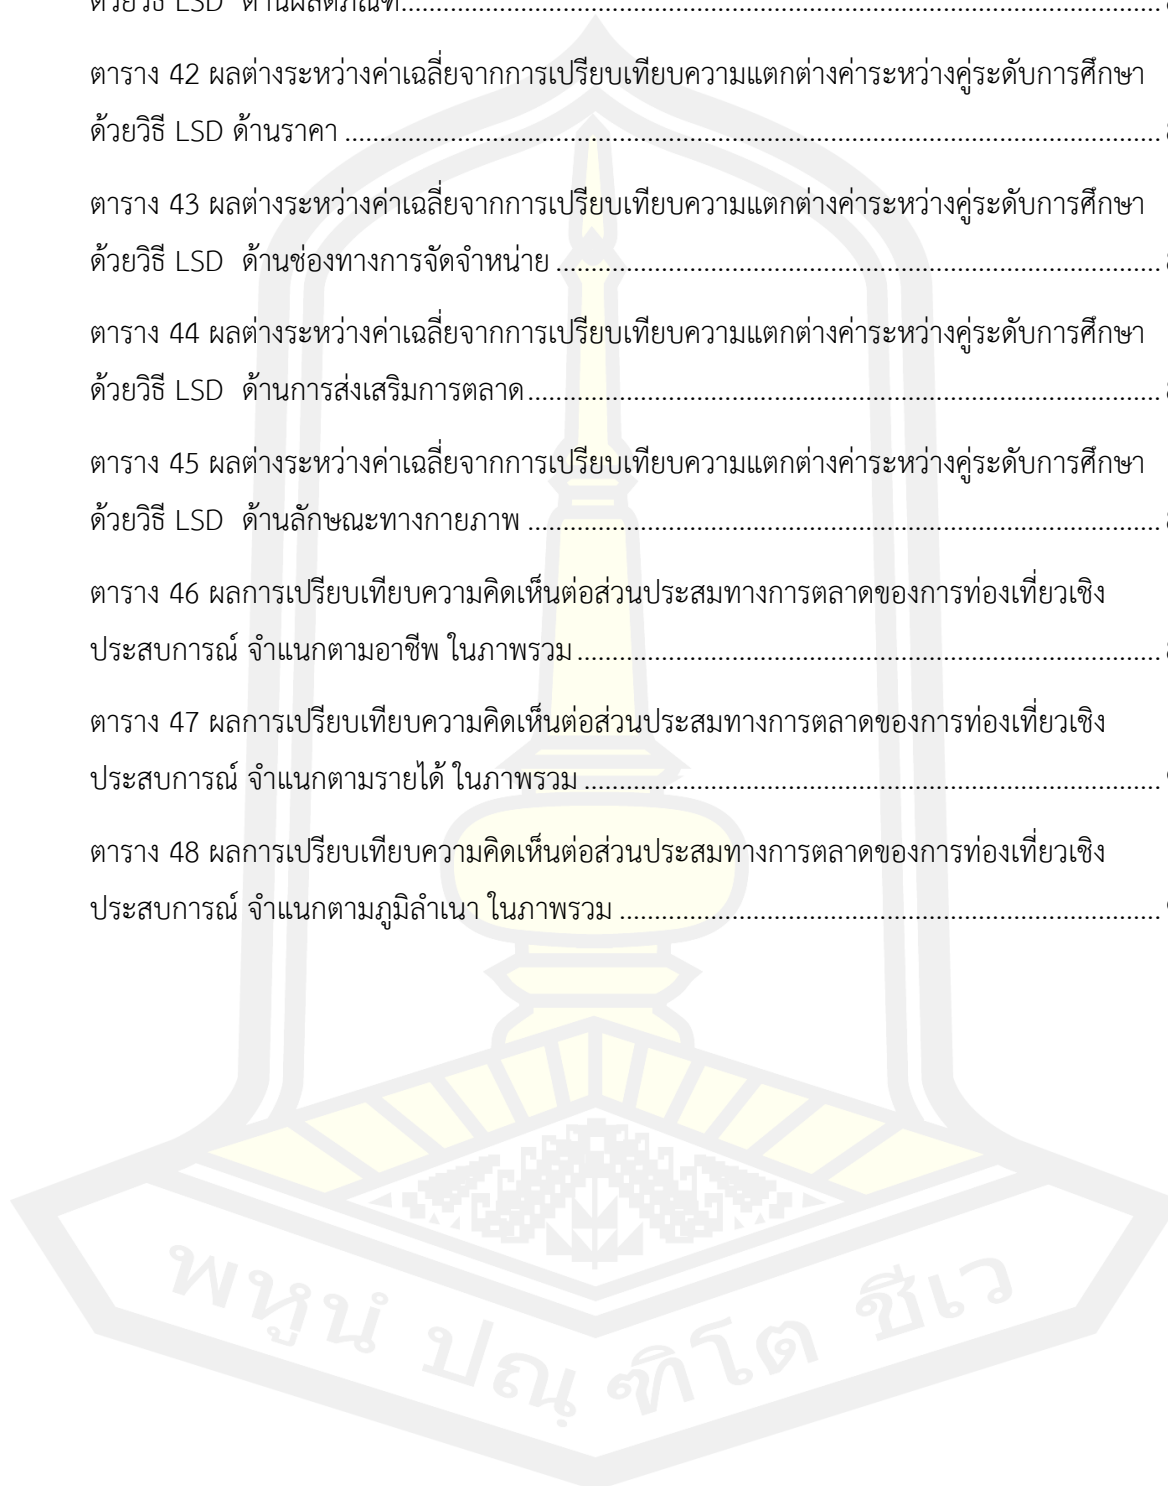 ด้วยวิธี LSD ด้านผลิตภัณฑ์
ตาราง 42 ผลต่างระหว่างค่าเฉลี่ยจากการเปรียบเทียบความแตกต่างค่าระหว่างคู่ระดับการศึกษา
ด้วยวิธี LSD ด้านราคา
ตาราง 43 ผลต่างระหว่างค่าเฉลี่ยจากการเปรียบเทียบความแตกต่างค่าระหว่างคู่ระดับการศึกษา
ด้วยวิธี LSD ด้านช่องทางการจัดจำหน่าย
ตาราง 44 ผลต่างระหว่างค่าเฉลี่ยจากการเปรียบเทียบความแตกต่างค่าระหว่างคู่ระดับการศึกษา
ด้วยวิธี LSD ด้านการส่งเสริมการตลาด
ตาราง 45 ผลต่างระหว่างค่าเฉลี่ยจากการเปรียบเทียบความแตกต่างค่าระหว่างคู่ระดับการศึกษา
ด้วยวิธี LSD ด้านลักษณะทางกายภาพ
ตาราง 46 ผลการเปรียบเทียบความคิดเห็นต่อส่วนประสมทางการตลาดของการท่องเที่ยวเชิง
ประสบการณ์ จำแนกตามอาชีพ ในภาพรวม
ตาราง 47 ผลการเปรียบเทียบความคิดเห็นต่อส่วนประสมทางการตลาดของการท่องเที่ยวเชิง
ประสบการณ์ จำแนกตามรายได้ ในภาพรวม
ตาราง 48 ผลการเปรียบเทียบความคิดเห็นต่อส่วนประสมทางการตลาดของการท่องเที่ยวเชิง
ประสบการณ์ จำแนกตามภูมิลำเนา ในภาพรวม
พหูนํ ปณฺฑิโต ชีเว